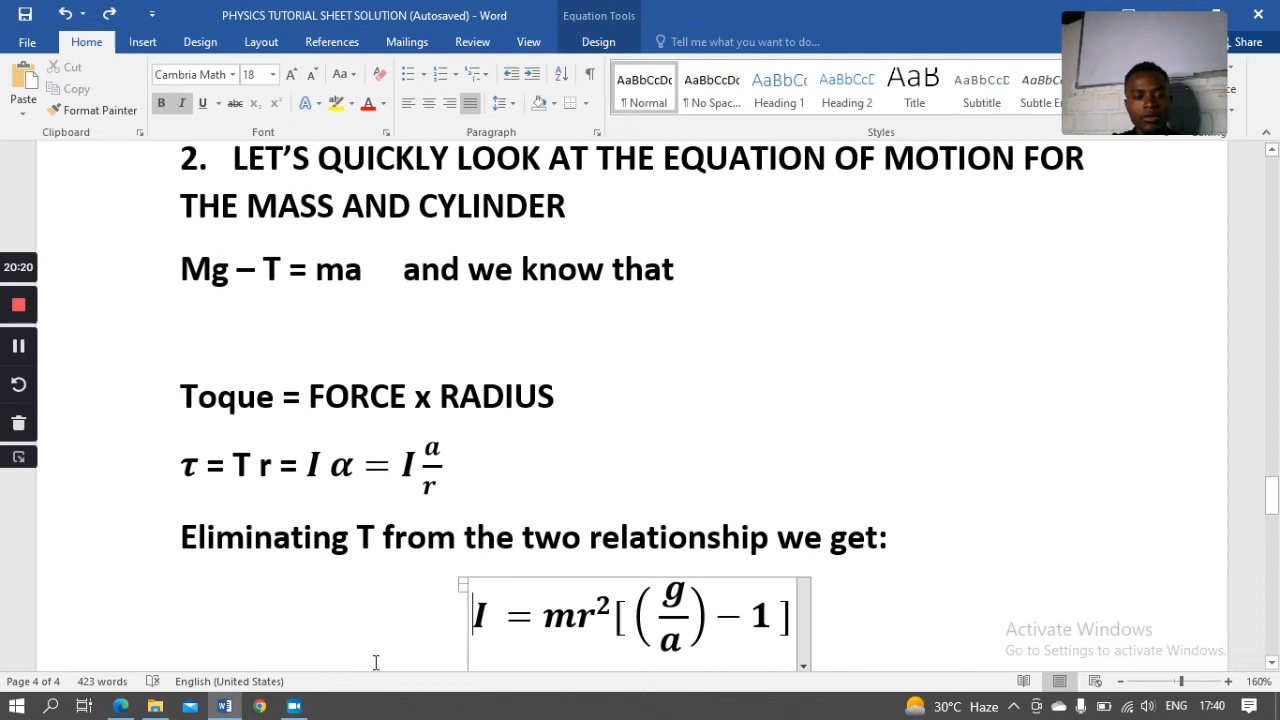 PHYSICS TUTORIAL SHEET SOLUTION (Autosaved) - Word
Equation Tools
File Home Insert Design Layout References Mailings Review View Design Tell me what you want to do... Share
Paste
Cut
Copy
Format Painter
Cambria Math 18
AaBbCcDc AaBbCcDc AaBbCc AaBbCcD AaB AaBbCcD
¶ Normal ¶ No Spac... Heading 1 Heading 2 Title Subtitle Subtle Em
Clipboard Font Paragraph Styles Editing
2. LET'S QUICKLY LOOK AT THE EQUATION OF MOTION FOR
THE MASS AND CYLINDER
Mg – T = ma and we know that
20:20
Toque = FORCE x RADIUS
τ = T r = I α = I a/r
Eliminating T from the two relationship we get:
I = mr²[ (g/a) − 1 ]
Activate Windows
Go to Settings to activate Windows.
Page 4 of 4 423 words English (United States) 160%
30°C Haze ENG 17:40